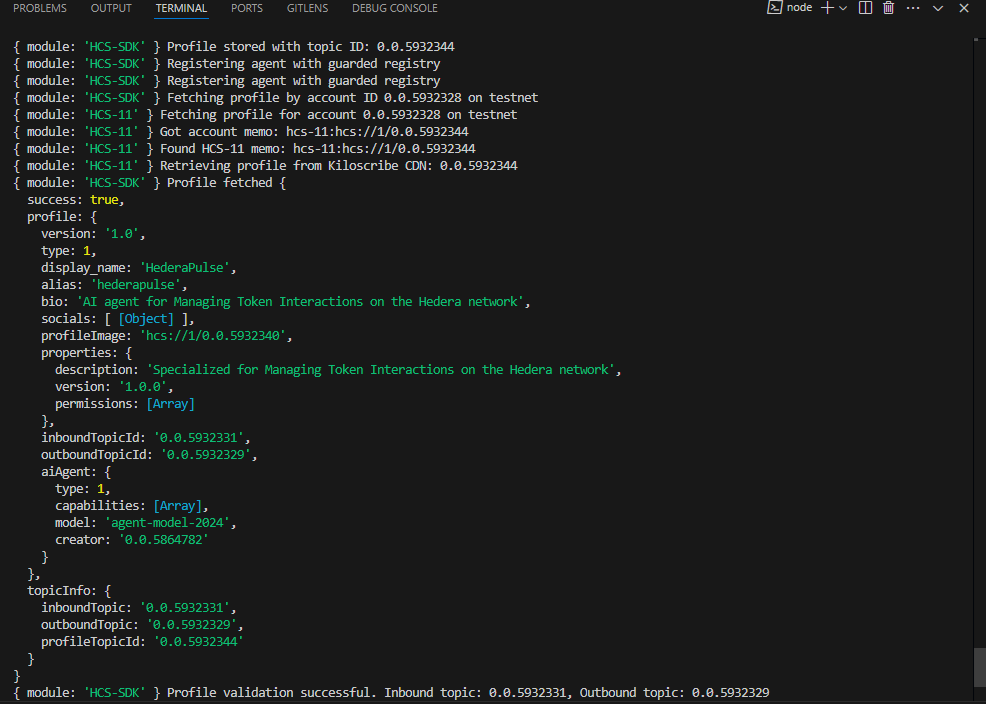 PROBLEMS OUTPUT TERMINAL PORTS GITLENS DEBUG CONSOLE node
{ module: 'HCS-SDK' } Profile stored with topic ID: 0.0.5932344
{ module: 'HCS-SDK' } Registering agent with guarded registry
{ module: 'HCS-SDK' } Registering agent with guarded registry
{ module: 'HCS-SDK' } Fetching profile by account ID 0.0.5932328 on testnet
{ module: 'HCS-11' } Fetching profile for account 0.0.5932328 on testnet
{ module: 'HCS-11' } Got account memo: hcs-11:hcs://1/0.0.5932344
{ module: 'HCS-11' } Found HCS-11 memo: hcs-11:hcs://1/0.0.5932344
{ module: 'HCS-11' } Retrieving profile from Kiloscribe CDN: 0.0.5932344
{ module: 'HCS-SDK' } Profile fetched {
  success: true,
  profile: {
    version: '1.0',
    type: 1,
    display_name: 'HederaPulse',
    alias: 'hederapulse',
    bio: 'AI agent for Managing Token Interactions on the Hedera network',
    socials: [ [Object] ],
    profileImage: 'hcs://1/0.0.5932340',
    properties: {
      description: 'Specialized for Managing Token Interactions on the Hedera network',
      version: '1.0.0',
      permissions: [Array]
    },
    inboundTopicId: '0.0.5932331',
    outboundTopicId: '0.0.5932329',
    aiAgent: {
      type: 1,
      capabilities: [Array],
      model: 'agent-model-2024',
      creator: '0.0.5864782'
    }
  },
  topicInfo: {
    inboundTopic: '0.0.5932331',
    outboundTopic: '0.0.5932329',
    profileTopicId: '0.0.5932344'
  }
}
{ module: 'HCS-SDK' } Profile validation successful. Inbound topic: 0.0.5932331, Outbound topic: 0.0.5932329